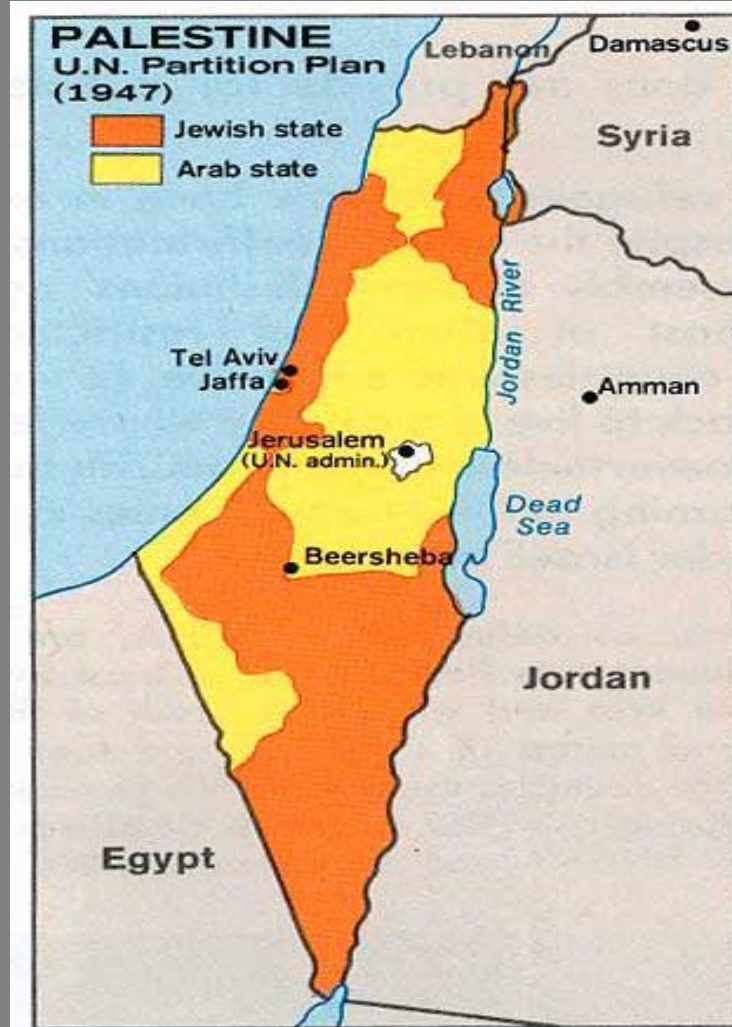 PALESTINE
U.N. Partition Plan
(1947)
Jewish state
Arab state
Lebanon
Damascus
Syria
Jordan River
Tel Aviv
Jaffa
Amman
Jerusalem
(U.N. admin.)
Dead
Sea
Beersheba
Jordan
Egypt